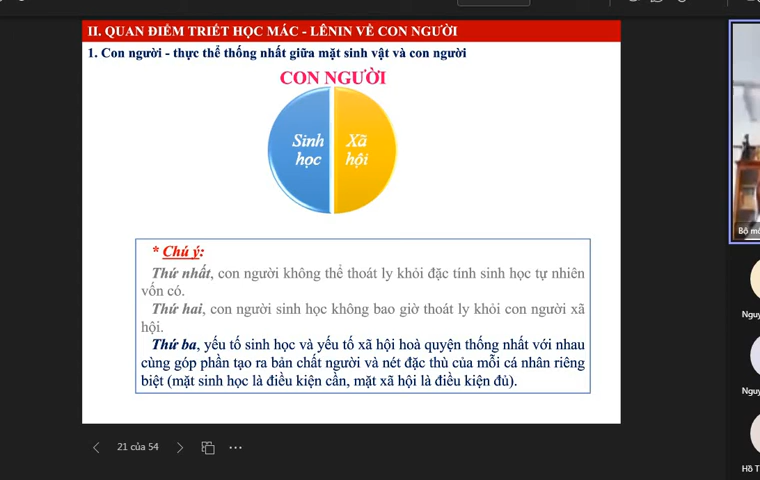 II. QUAN ĐIỂM TRIẾT HỌC MÁC - LÊNIN VỀ CON NGƯỜI
1. Con người - thực thể thống nhất giữa mặt sinh vật và con người
CON NGƯỜI
Sinh
học
Xã
hội
* Chú ý:
Thứ nhất, con người không thể thoát ly khỏi đặc tính sinh học tự nhiên
vốn có.
Thứ hai, con người sinh học không bao giờ thoát ly khỏi con người xã
hội.
Thứ ba, yếu tố sinh học và yếu tố xã hội hoà quyện thống nhất với nhau
cùng góp phần tạo ra bản chất người và nét đặc thù của mỗi cá nhân riêng
biệt (mặt sinh học là điều kiện cần, mặt xã hội là điều kiện đủ).
21 của 54
Bộ
Hồ T